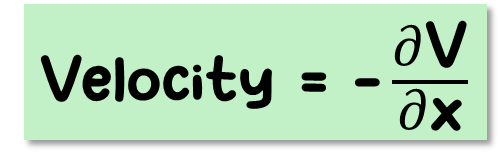 Velocity = - ∂V/∂x